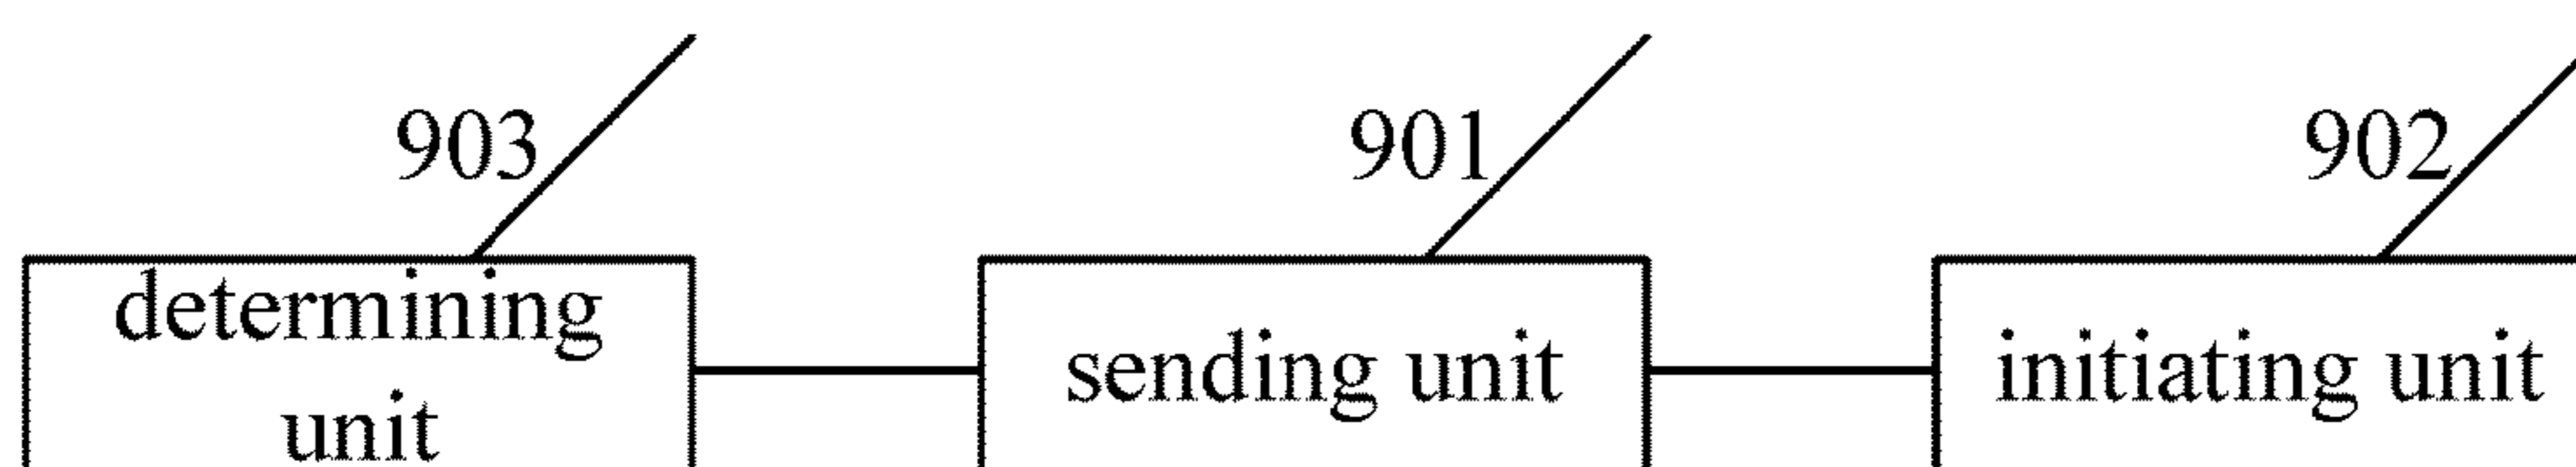 903
901
902
determining
unit
sending unit
initiating unit